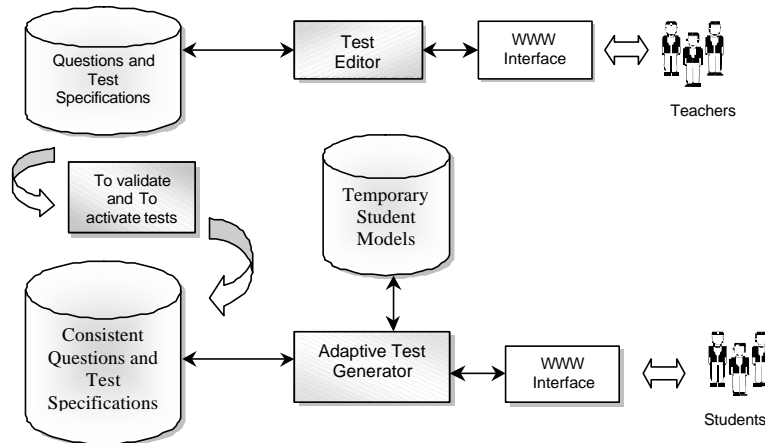 Questions and
Test
Specifications
Test
Editor
WWW
Interface
Teachers
To validate
and To
activate tests
Temporary
Student
Models
Consistent
Questions and
Test
Specifications
Adaptive Test
Generator
WWW
Interface
Students